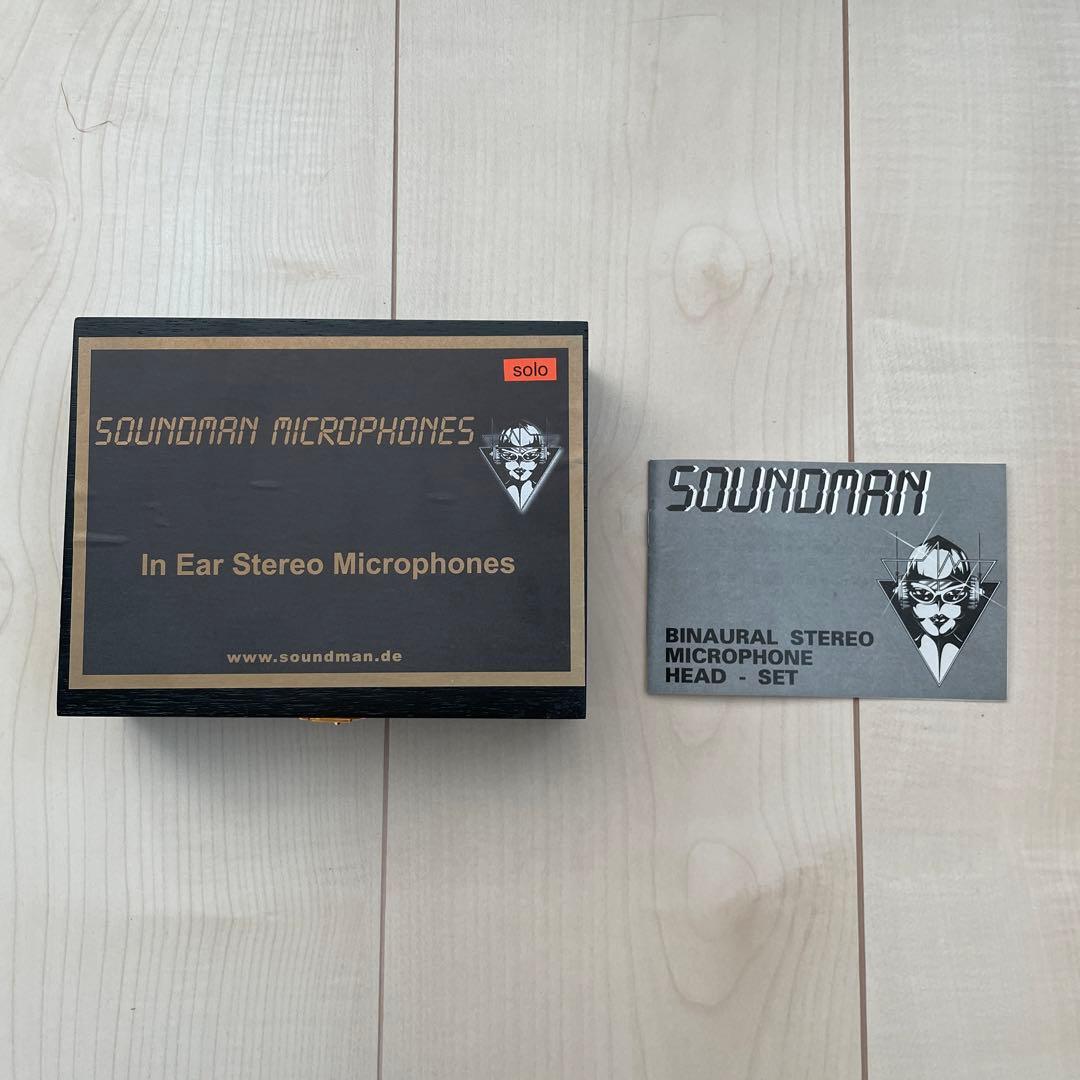 solo
SOUNDMAN MICROPHONES
In Ear Stereo Microphones
www.soundman.de
SOUNDMAN
BINAURAL STEREO
MICROPHONE
HEAD - SET